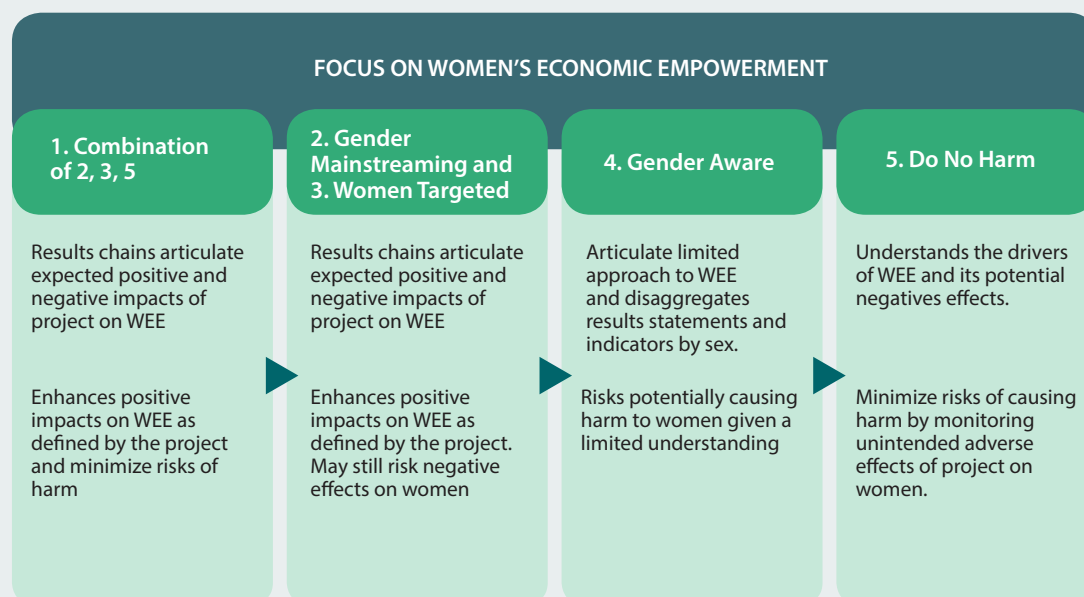 FOCUS ON WOMEN'S ECONOMIC EMPOWERMENT
1. Combination
of 2, 3, 5
Results chains articulate
expected positive and
negative impacts of
project on WEE
Enhances positive
impacts on WEE as
defined by the project
and minimize risks of
harm
2. Gender
Mainstreaming and
3. Women Targeted
Results chains articulate
expected positive and
negative impacts of
project on WEE
Enhances positive
impacts on WEE as
defined by the project.
May still risk negative
effects on women
4. Gender Aware
Articulate limited
approach to WEE
and disaggregates
results statements and
indicators by sex.
Risks potentially causing
harm to women given a
limited understanding
5. Do No Harm
Understands the drivers
of WEE and its potential
negatives effects.
Minimize risks of causing
harm by monitoring
unintended adverse
effects of project on
women.